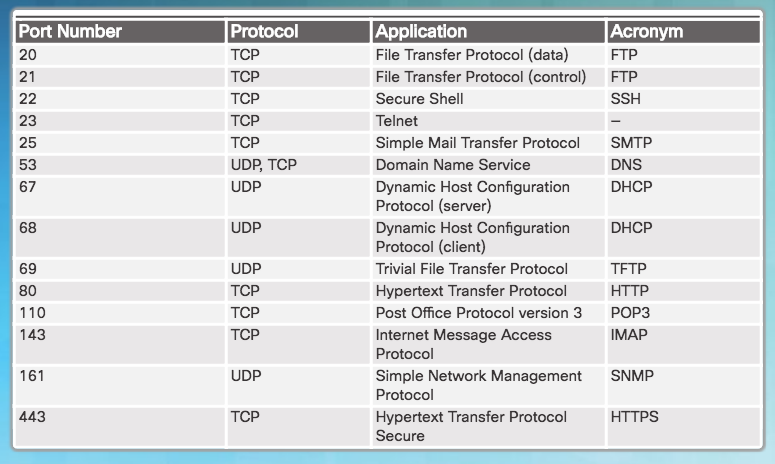 Port Number Protocol Application Acronym
20 TCP File Transfer Protocol (data) FTP
21 TCP File Transfer Protocol (control) FTP
22 TCP Secure Shell SSH
23 TCP Telnet –
25 TCP Simple Mail Transfer Protocol SMTP
53 UDP, TCP Domain Name Service DNS
67 UDP Dynamic Host Configuration DHCP
Protocol (server)
68 UDP Dynamic Host Configuration DHCP
Protocol (client)
69 UDP Trivial File Transfer Protocol TFTP
80 TCP Hypertext Transfer Protocol HTTP
110 TCP Post Office Protocol version 3 POP3
143 TCP Internet Message Access IMAP
Protocol
161 UDP Simple Network Management SNMP
Protocol
443 TCP Hypertext Transfer Protocol HTTPS
Secure